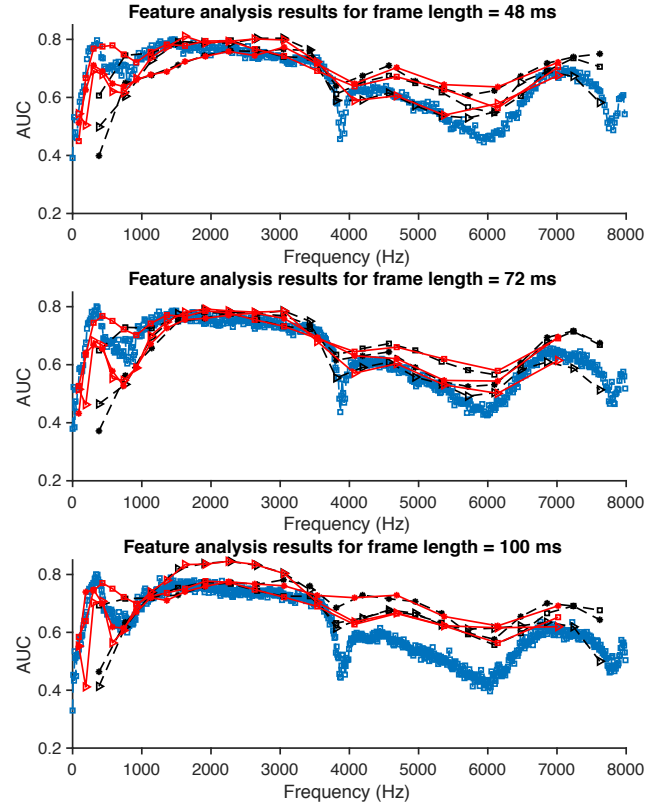 Feature analysis results for frame length = 48 ms
0.8
0.6
0.4
0.2
AUC
0 1000 2000 3000 4000 5000 6000 7000 8000
Frequency (Hz)
Feature analysis results for frame length = 72 ms
0.8
0.6
0.4
0.2
AUC
0 1000 2000 3000 4000 5000 6000 7000 8000
Frequency (Hz)
Feature analysis results for frame length = 100 ms
0.8
0.6
0.4
0.2
AUC
0 1000 2000 3000 4000 5000 6000 7000 8000
Frequency (Hz)